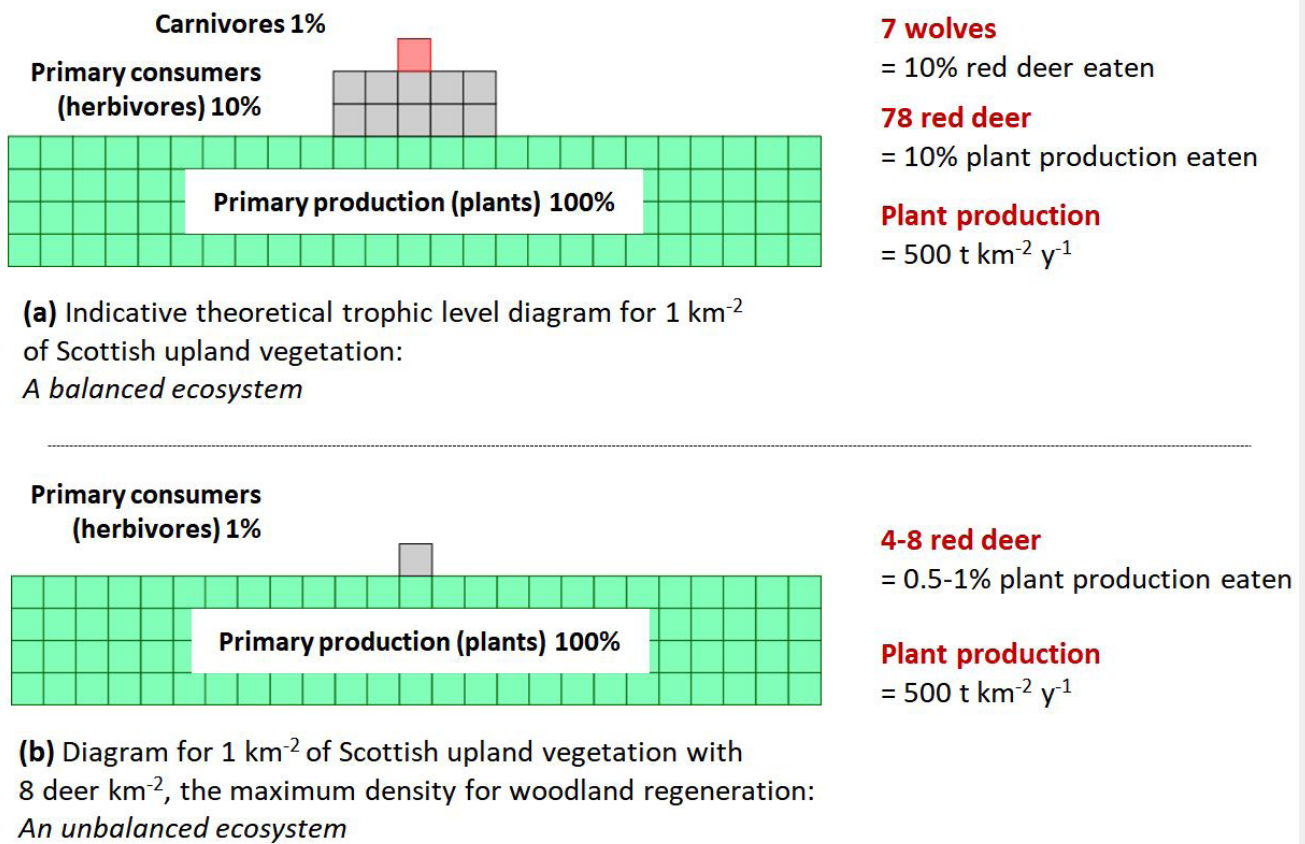 Carnivores 1%
Primary consumers
(herbivores) 10%
Primary production (plants) 100%
7 wolves
= 10% red deer eaten
78 red deer
= 10% plant production eaten
Plant production
= 500 t km⁻² y⁻¹
(a) Indicative theoretical trophic level diagram for 1 km⁻²
of Scottish upland vegetation:
A balanced ecosystem
Primary consumers
(herbivores) 1%
Primary production (plants) 100%
4-8 red deer
= 0.5-1% plant production eaten
Plant production
= 500 t km⁻² y⁻¹
(b) Diagram for 1 km⁻² of Scottish upland vegetation with
8 deer km⁻², the maximum density for woodland regeneration:
An unbalanced ecosystem